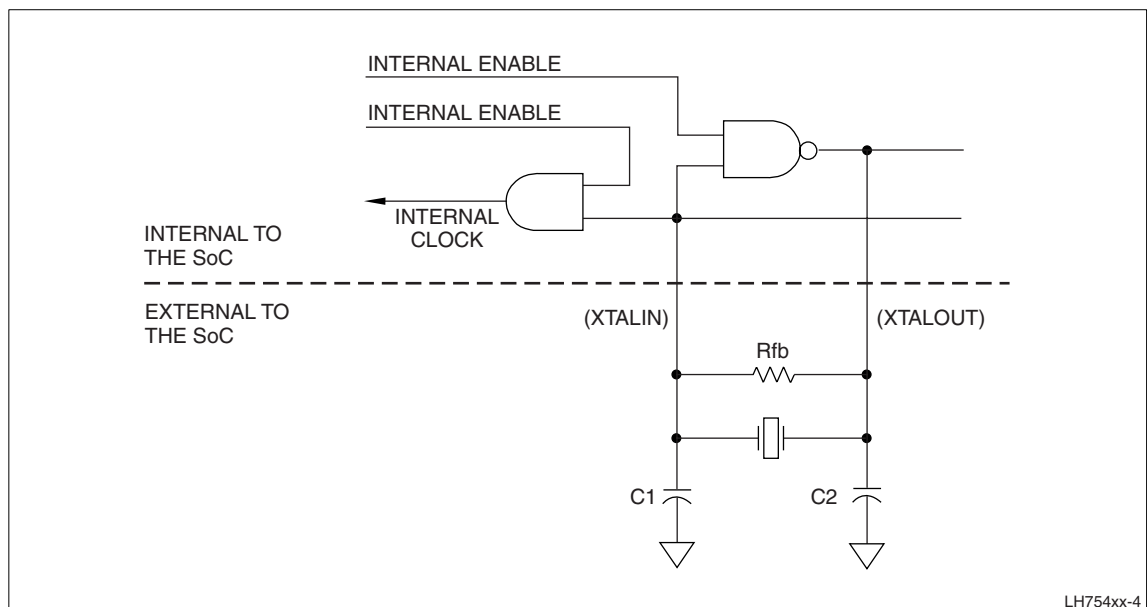 INTERNAL ENABLE
INTERNAL ENABLE
INTERNAL
CLOCK
INTERNAL TO
THE SoC
EXTERNAL TO
THE SoC
(XTALIN)
(XTALOUT)
Rfb
C1
C2
LH754xx-4